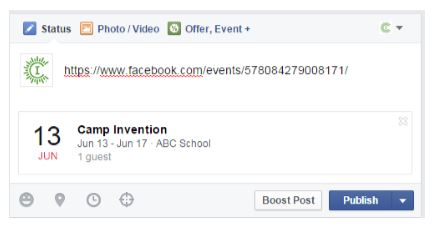 Status Photo / Video Offer, Event +
https://www.facebook.com/events/578084279008171/
13
JUN
Camp Invention
Jun 13 - Jun 17 · ABC School
1 guest
Boost Post Publish